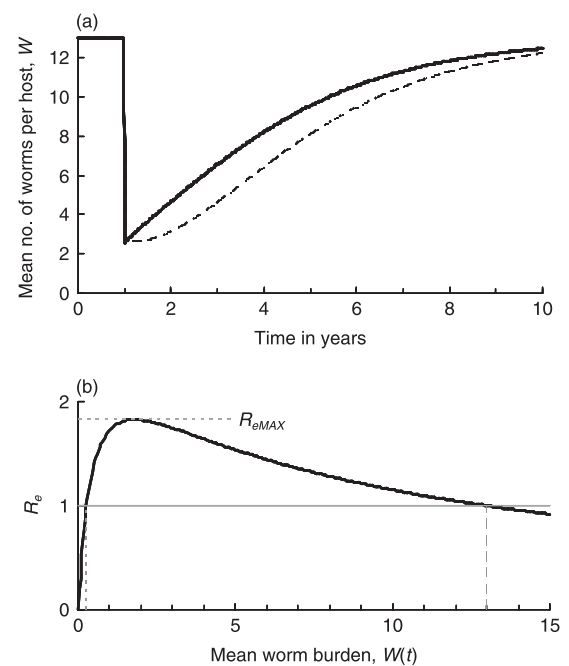 (a)
Mean no. of worms per host, W
12
10
8
6
4
2
0
0 2 4 6 8 10
Time in years
(b)
2
R_eMAX
R_e
1
0
0 5 10 15
Mean worm burden, W(t)